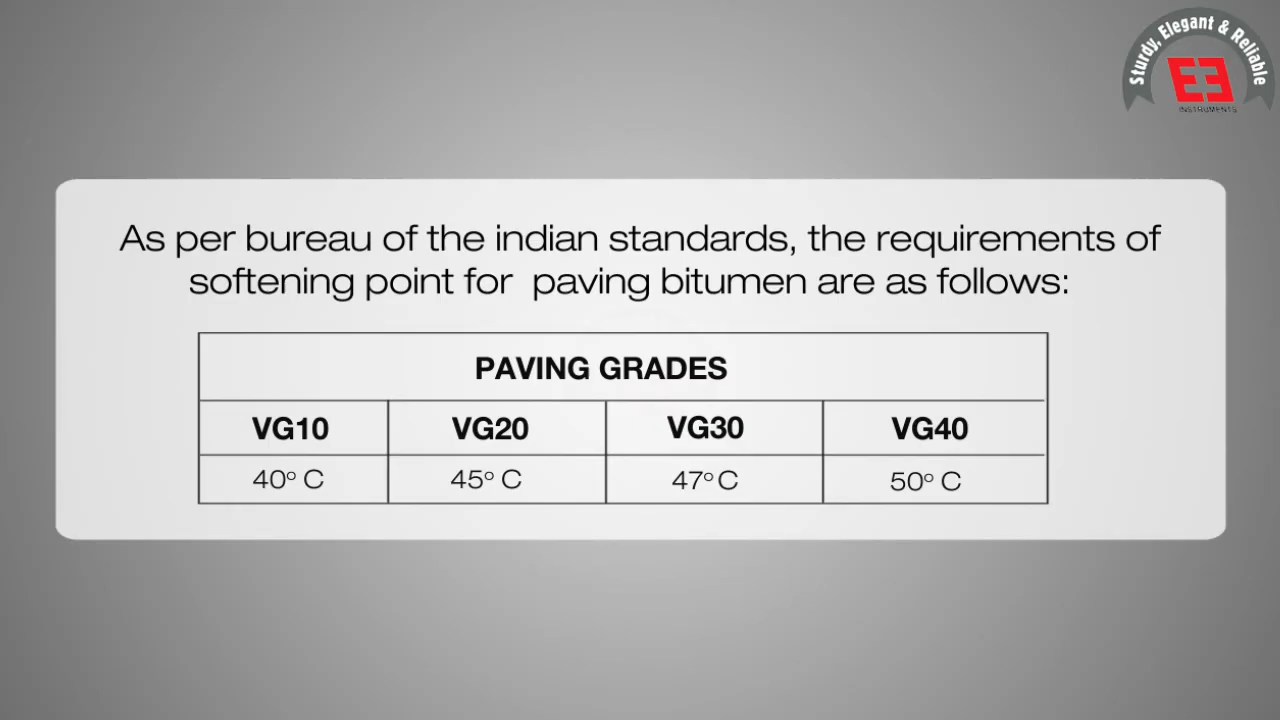 Sturdy, Elegant & Reliable
INSTRUMENTS
As per bureau of the indian standards, the requirements of
softening point for paving bitumen are as follows:
PAVING GRADES
VG10 VG20 VG30 VG40
40° C 45° C 47° C 50° C